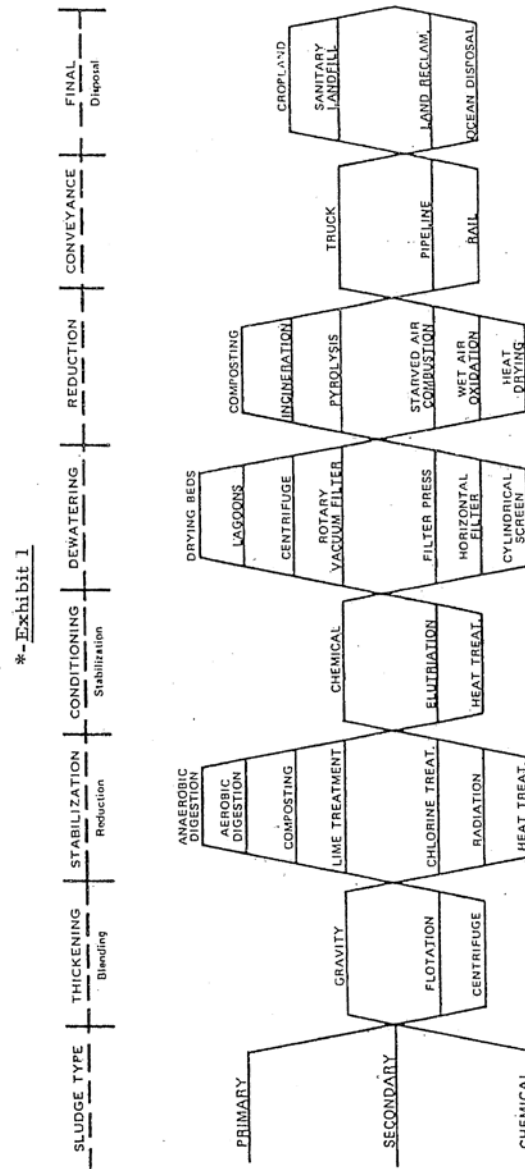 *-Exhibit 1
SLUDGE TYPE
THICKENING
Blending
STABILIZATION
Reduction
CONDITIONING
Stabilization
DEWATERING
REDUCTION
CONVEYANCE
FINAL
Disposal
PRIMARY
SECONDARY
CHEMICAL
GRAVITY
FLOTATION
CENTRIFUGE
ANAEROBIC
DIGESTION
AEROBIC
DIGESTION
COMPOSTING
LIME TREATMENT
CHLORINE TREAT.
RADIATION
HEAT TREAT.
CHEMICAL
ELUTRIATION
HEAT TREAT.
DRYING BEDS
LAGOONS
CENTRIFUGE
ROTARY
VACUUM FILTER
FILTER PRESS
HORIZONTAL
FILTER
CYLINDRICAL
SCREEN
COMPOSTING
INCINERATION
PYROLYSIS
STARVED AIR
COMBUSTION
WET AIR
OXIDATION
HEAT
DRYING
TRUCK
PIPELINE
RAIL
CROPLAND
SANITARY
LANDFILL
LAND RECLAM.
OCEAN DISPOSAL